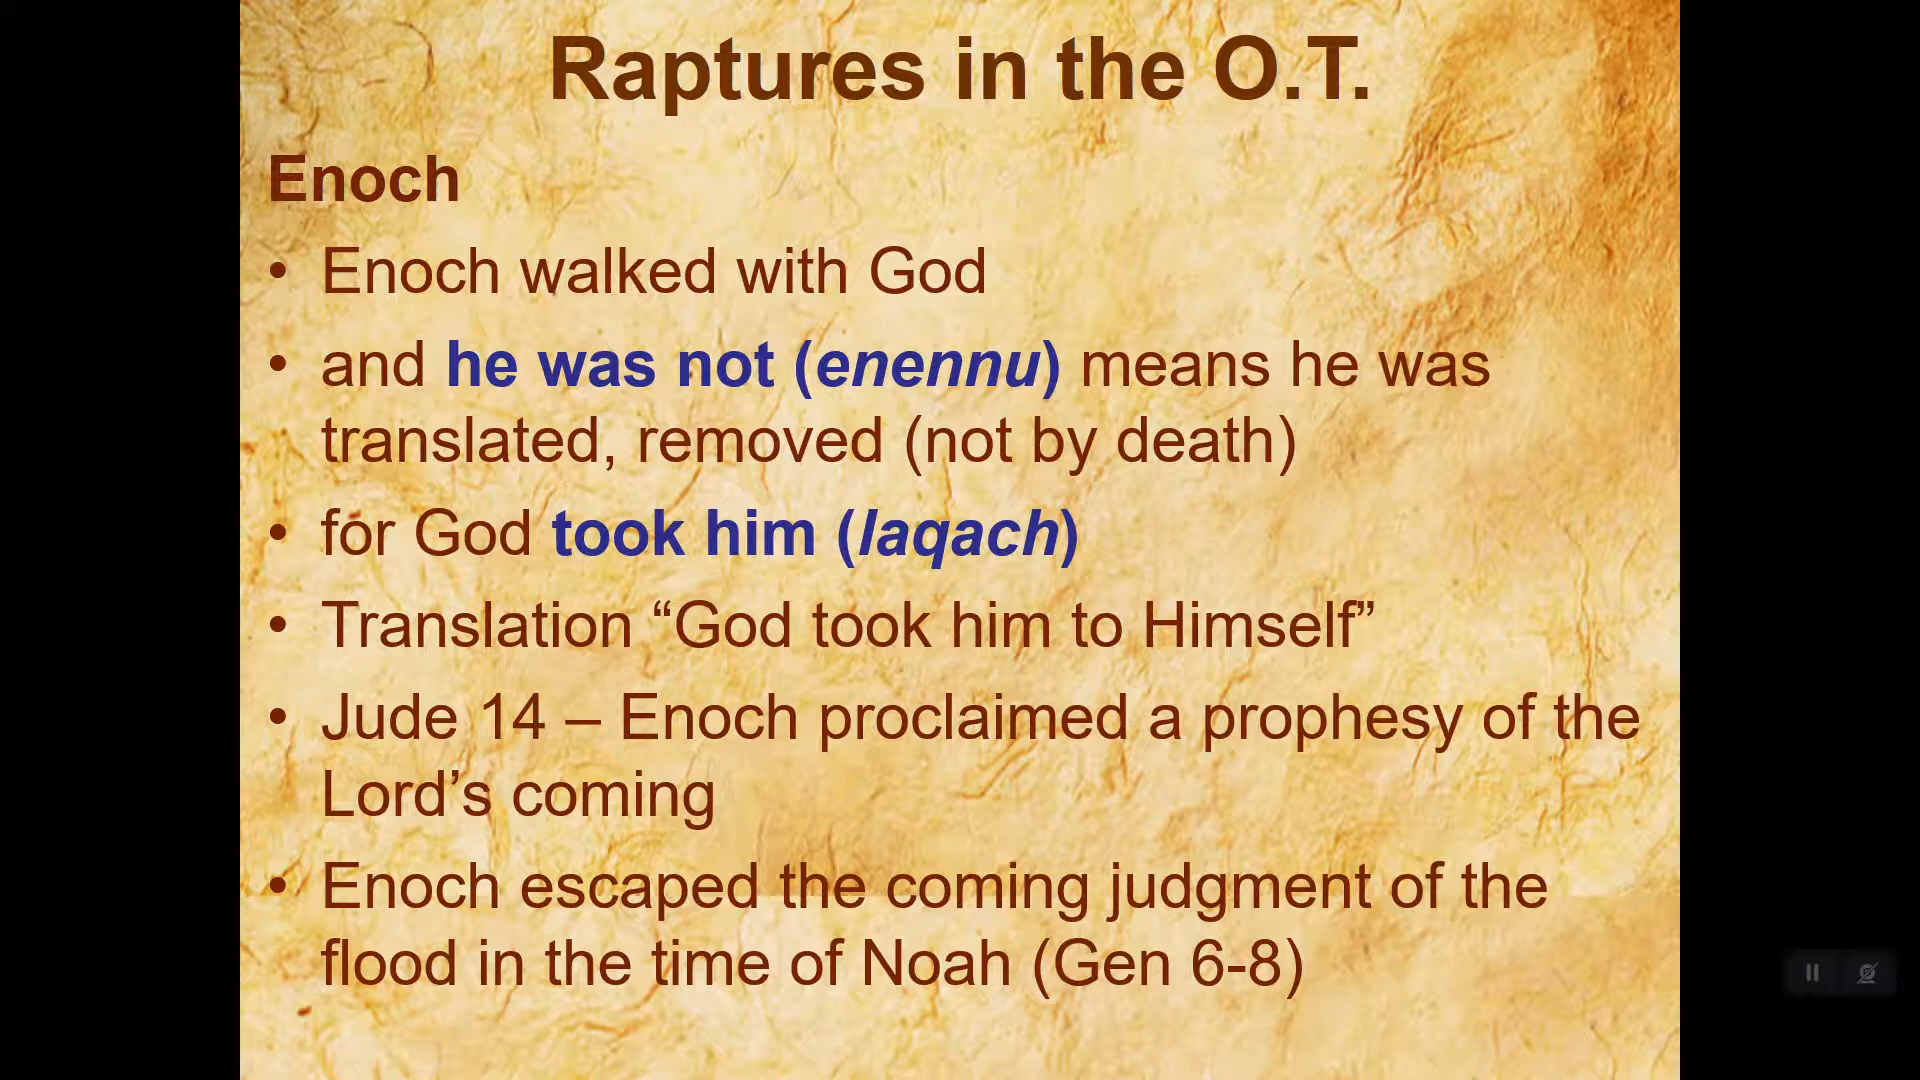 Raptures in the O.T.
Enoch
• Enoch walked with God
• and he was not (enennu) means he was
translated, removed (not by death)
• for God took him (laqach)
• Translation “God took him to Himself”
• Jude 14 – Enoch proclaimed a prophesy of the
Lord’s coming
• Enoch escaped the coming judgment of the
flood in the time of Noah (Gen 6-8)